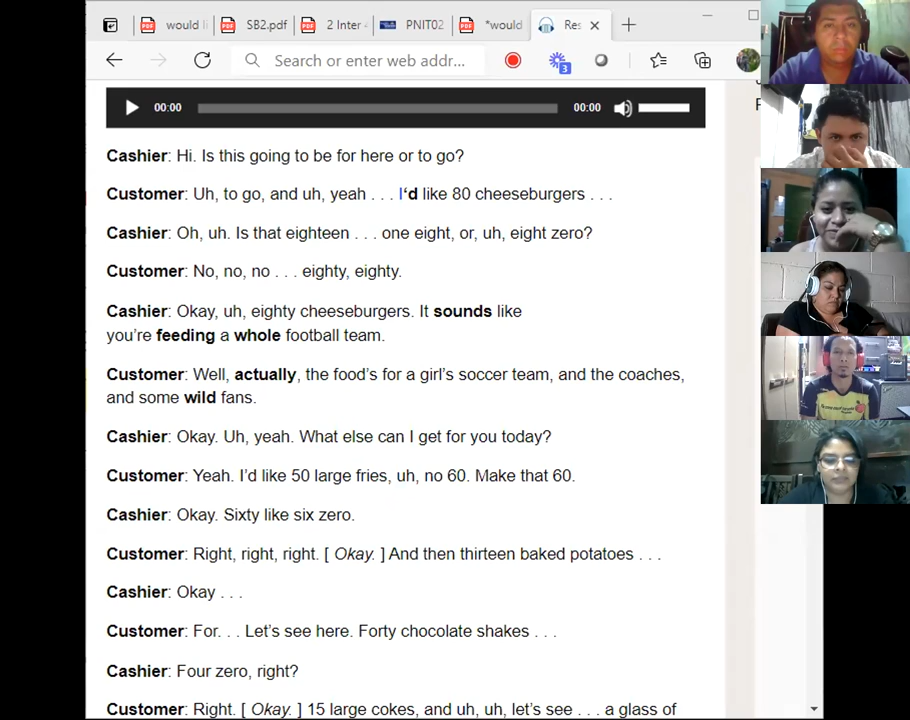 would li
SB2.pdf
2 Inter
PNIT02
*would
Res
Search or enter web addr...
3
00:00
00:00
Cashier: Hi. Is this going to be for here or to go?
Customer: Uh, to go, and uh, yeah . . . I'd like 80 cheeseburgers . . .
Cashier: Oh, uh. Is that eighteen . . . one eight, or, uh, eight zero?
Customer: No, no, no . . . eighty, eighty.
Cashier: Okay, uh, eighty cheeseburgers. It sounds like
you're feeding a whole football team.
Customer: Well, actually, the food's for a girl's soccer team, and the coaches,
and some wild fans.
Cashier: Okay. Uh, yeah. What else can I get for you today?
Customer: Yeah. I'd like 50 large fries, uh, no 60. Make that 60.
Cashier: Okay. Sixty like six zero.
Customer: Right, right, right. [ Okay. ] And then thirteen baked potatoes . . .
Cashier: Okay . . .
Customer: For. . . Let's see here. Forty chocolate shakes . . .
Cashier: Four zero, right?
Customer: Right. [ Okay. ] 15 large cokes, and uh, uh, let's see . . . a glass of